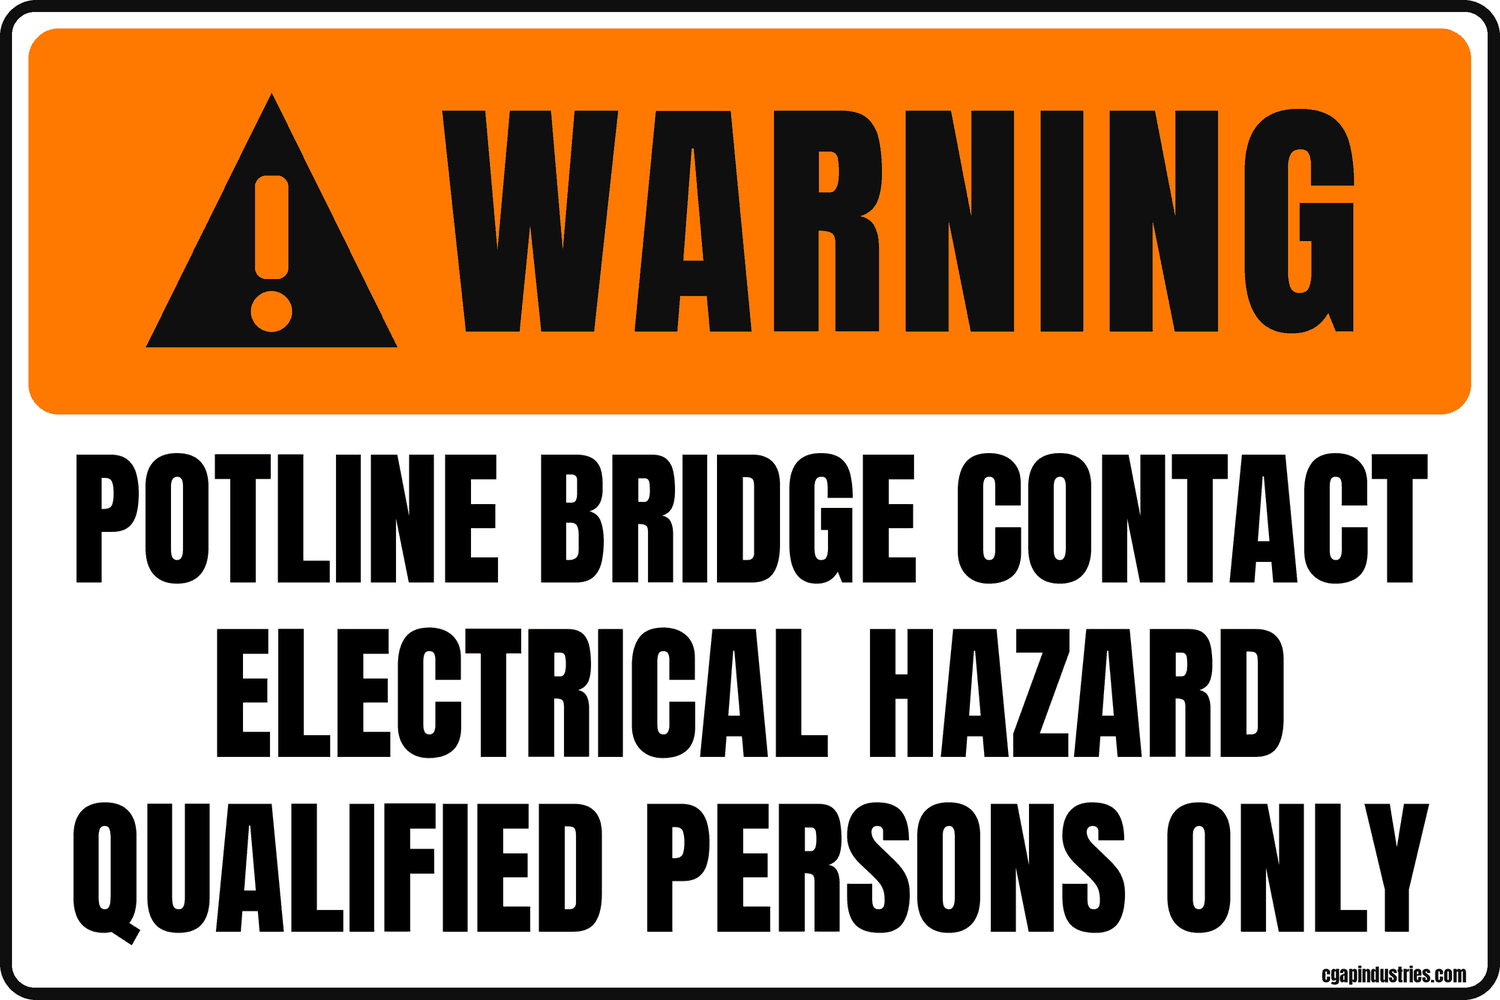 WARNING
POTLINE BRIDGE CONTACT
ELECTRICAL HAZARD
QUALIFIED PERSONS ONLY
cgapindustries.com